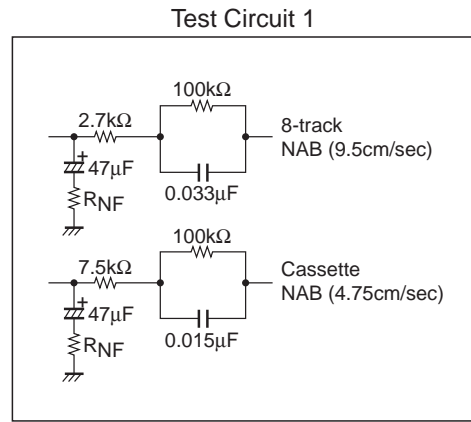 Test Circuit 1
100kΩ
2.7kΩ
8-track
NAB (9.5cm/sec)
+
47μF
0.033μF
RNF
100kΩ
7.5kΩ
Cassette
NAB (4.75cm/sec)
+
47μF
0.015μF
RNF